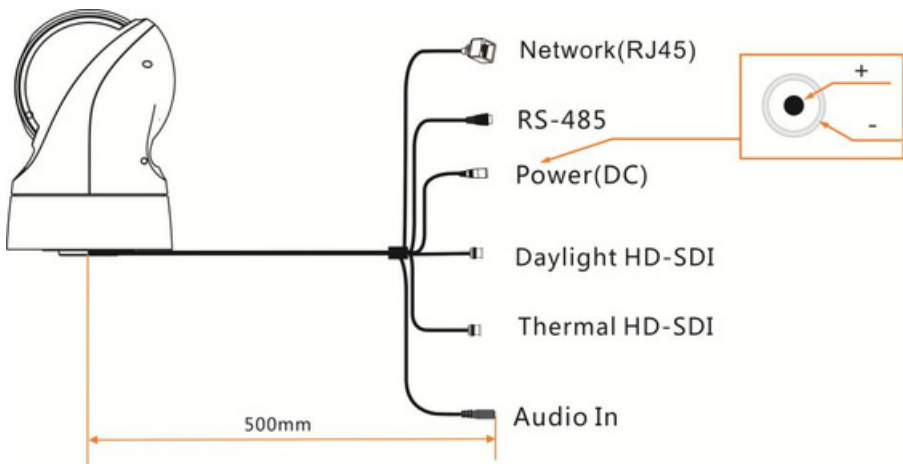 Network(RJ45)
+
RS-485
-
Power(DC)
Daylight HD-SDI
Thermal HD-SDI
Audio In
500mm